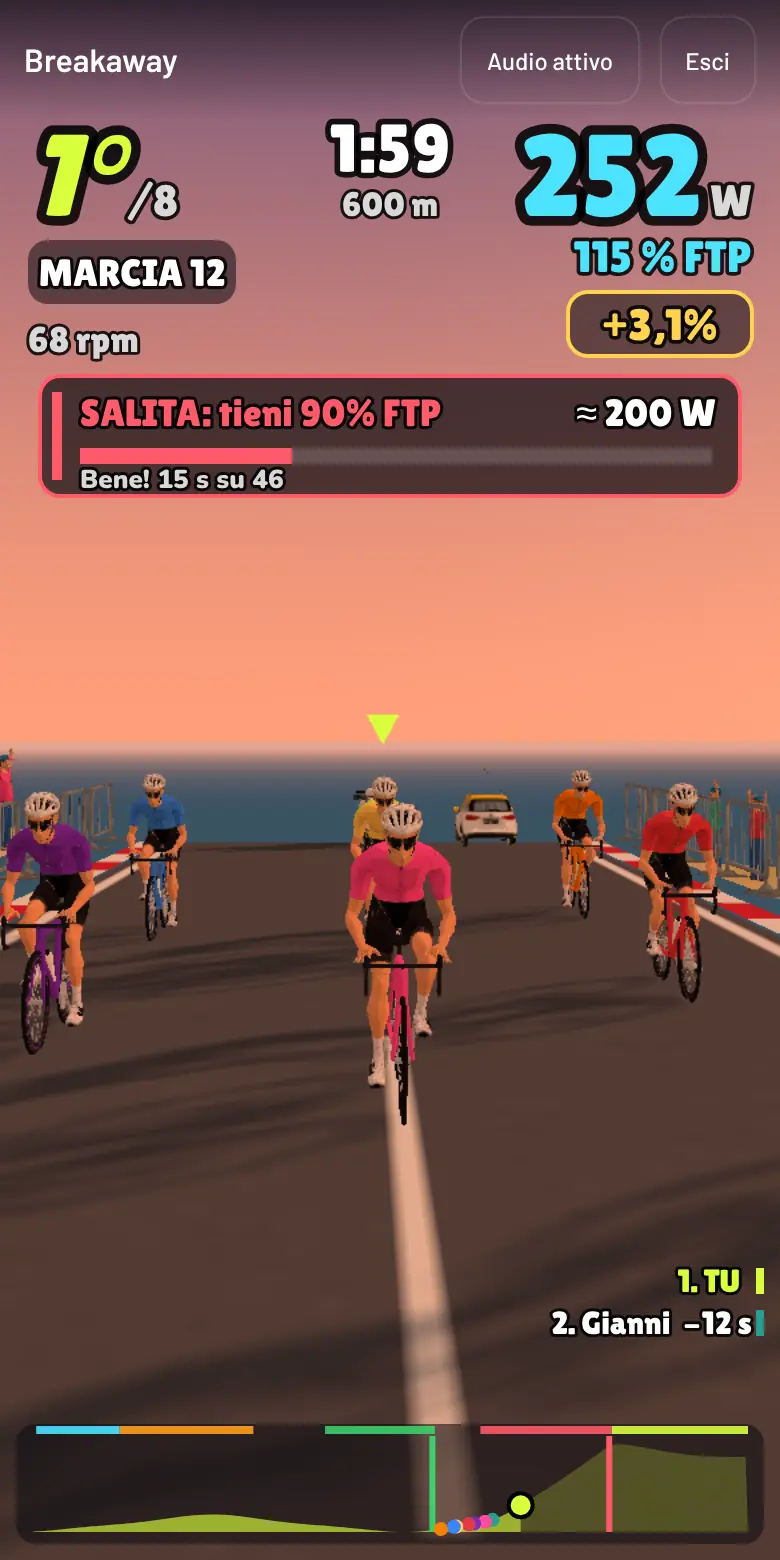 Breakaway
Audio attivo
Esci
1º/8
1:59
600 m
252 W
115 % FTP
MARCIA 12
+3,1%
68 rpm
SALITA: tieni 90% FTP
≈ 200 W
Bene! 15 s su 46
1. TU
2. Gianni −12 s